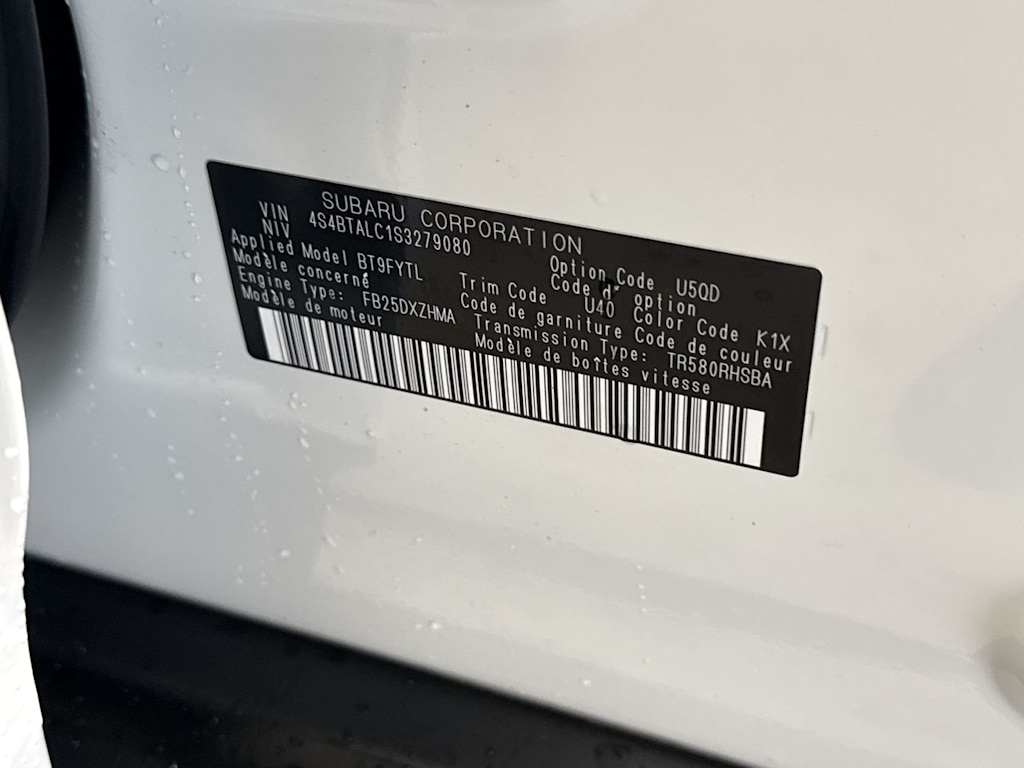 SUBARU CORPORATION
VIN 4S4BTALC1S3279080
NIV
Option Code U5QD
Code d' option
Applied Model BT9FYTL
Modèle concerné
Trim Code U40
Code de garniture
Color Code K1X
Code de couleur
Engine Type: FB25DXZHMA
Modèle de moteur
Transmission Type: TR580RHSBA
Modèle de boîtes vitesse